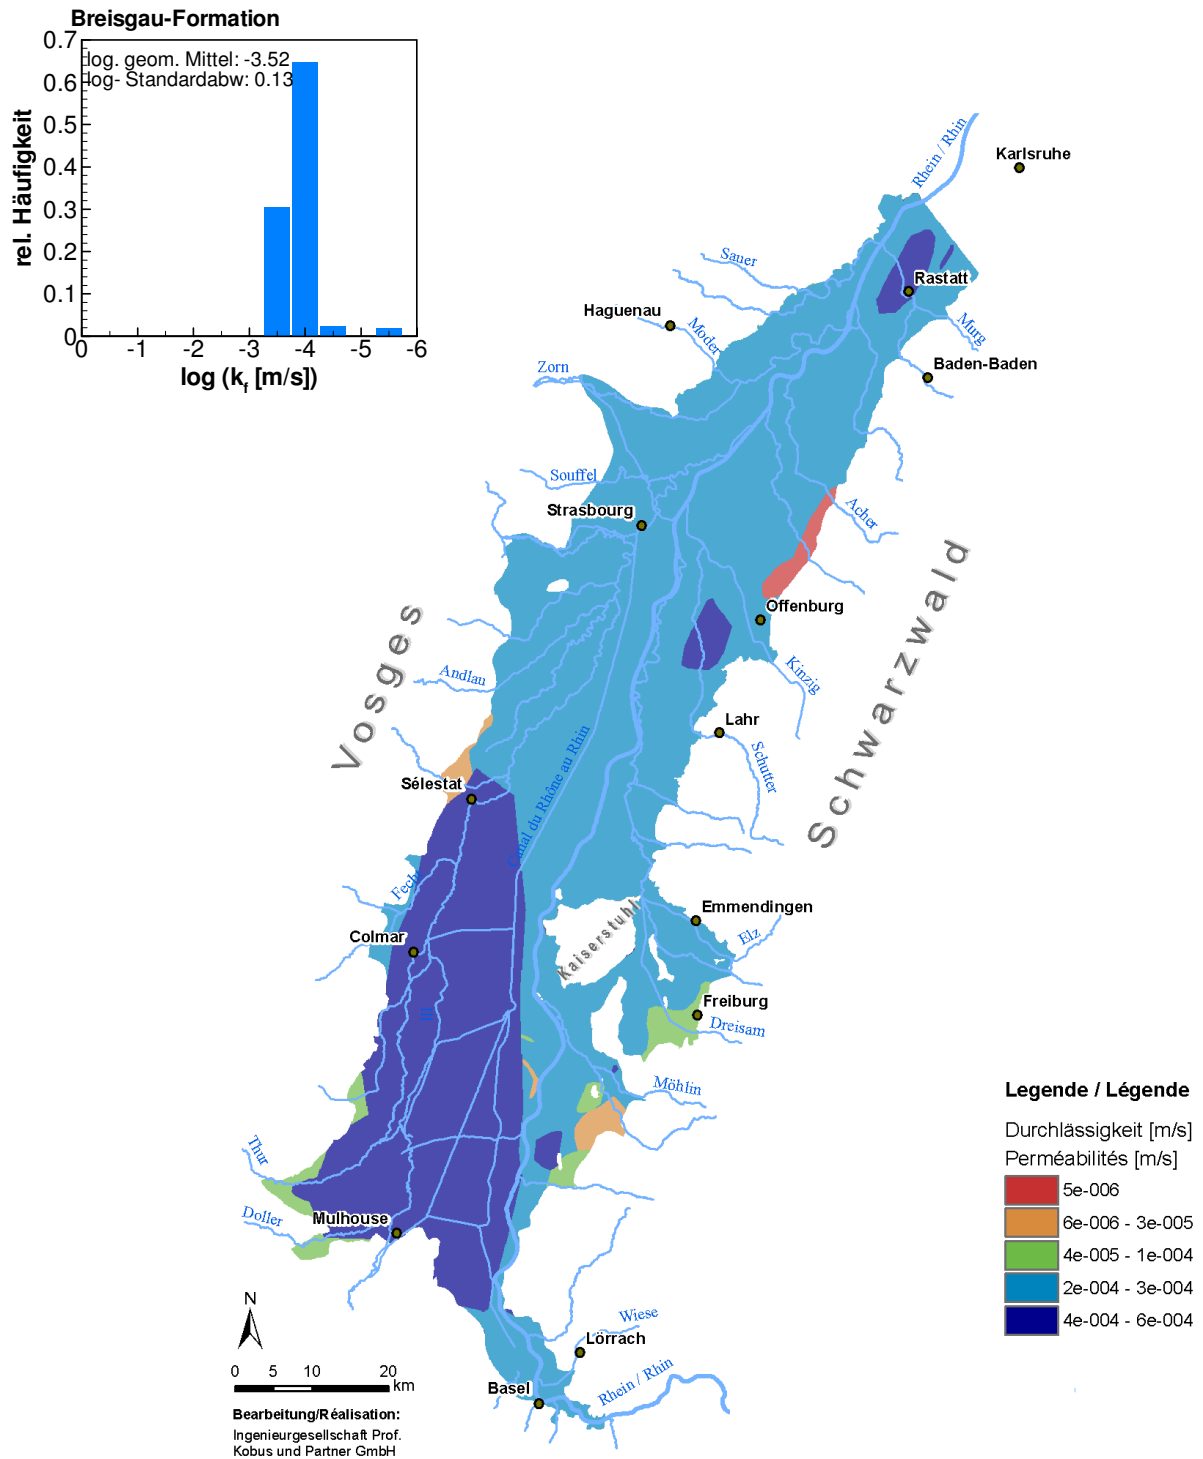 Breisgau-Formation
log. geom. Mittel: -3.52
log- Standardabw: 0.13
rel. Häufigkeit
0.7
0.6
0.5
0.4
0.3
0.2
0.1
0
0 -1 -2 -3 -4 -5 -6
log (kf [m/s])
Rhein / Rhin
Karlsruhe
Sauer
Rastatt
Haguenau
Moder
Murg
Zorn
Baden-Baden
Souffel
Strasbourg
Acher
Schwarzwald
Vosges
Offenburg
Andlau
Kinzig
Lahr
Schutter
Canal du Rhône au Rhin
Sélestat
Fech
Kaiserstuhl
Emmendingen
Elz
Colmar
Ill
Freiburg
Dreisam
Möhlin
Thur
Doller
Mulhouse
Wiese
Lörrach
Basel
Rhein / Rhin
N
0 5 10 20
km
Bearbeitung/Réalisation:
Ingenieurgesellschaft Prof.
Kobus und Partner GmbH
Legende / Légende
Durchlässigkeit [m/s]
Perméabilités [m/s]
5e-006
6e-006 - 3e-005
4e-005 - 1e-004
2e-004 - 3e-004
4e-004 - 6e-004